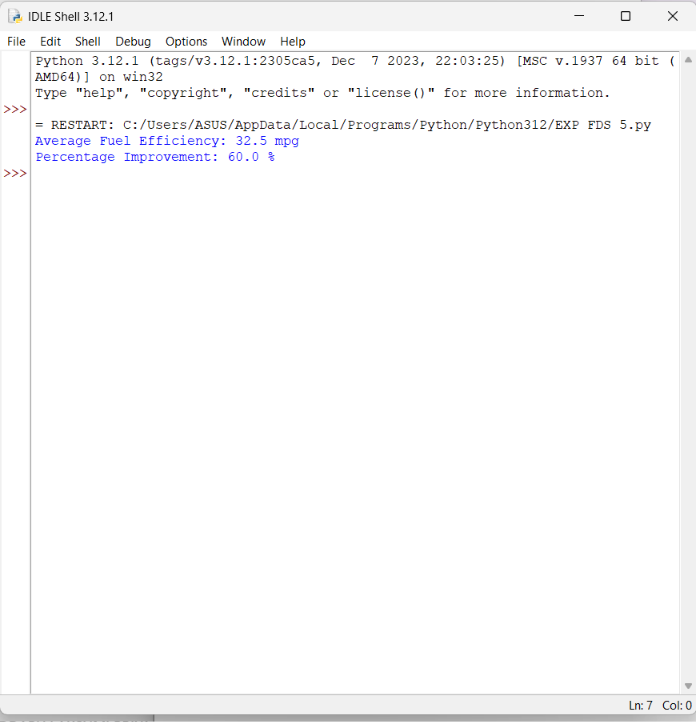 IDLE Shell 3.12.1
File Edit Shell Debug Options Window Help
Python 3.12.1 (tags/v3.12.1:2305ca5, Dec  7 2023, 22:03:25) [MSC v.1937 64 bit (
AMD64)] on win32
Type "help", "copyright", "credits" or "license()" for more information.
>>>
= RESTART: C:/Users/ASUS/AppData/Local/Programs/Python/Python312/EXP FDS 5.py
Average Fuel Efficiency: 32.5 mpg
Percentage Improvement: 60.0 %
>>>
Ln: 7 Col: 0